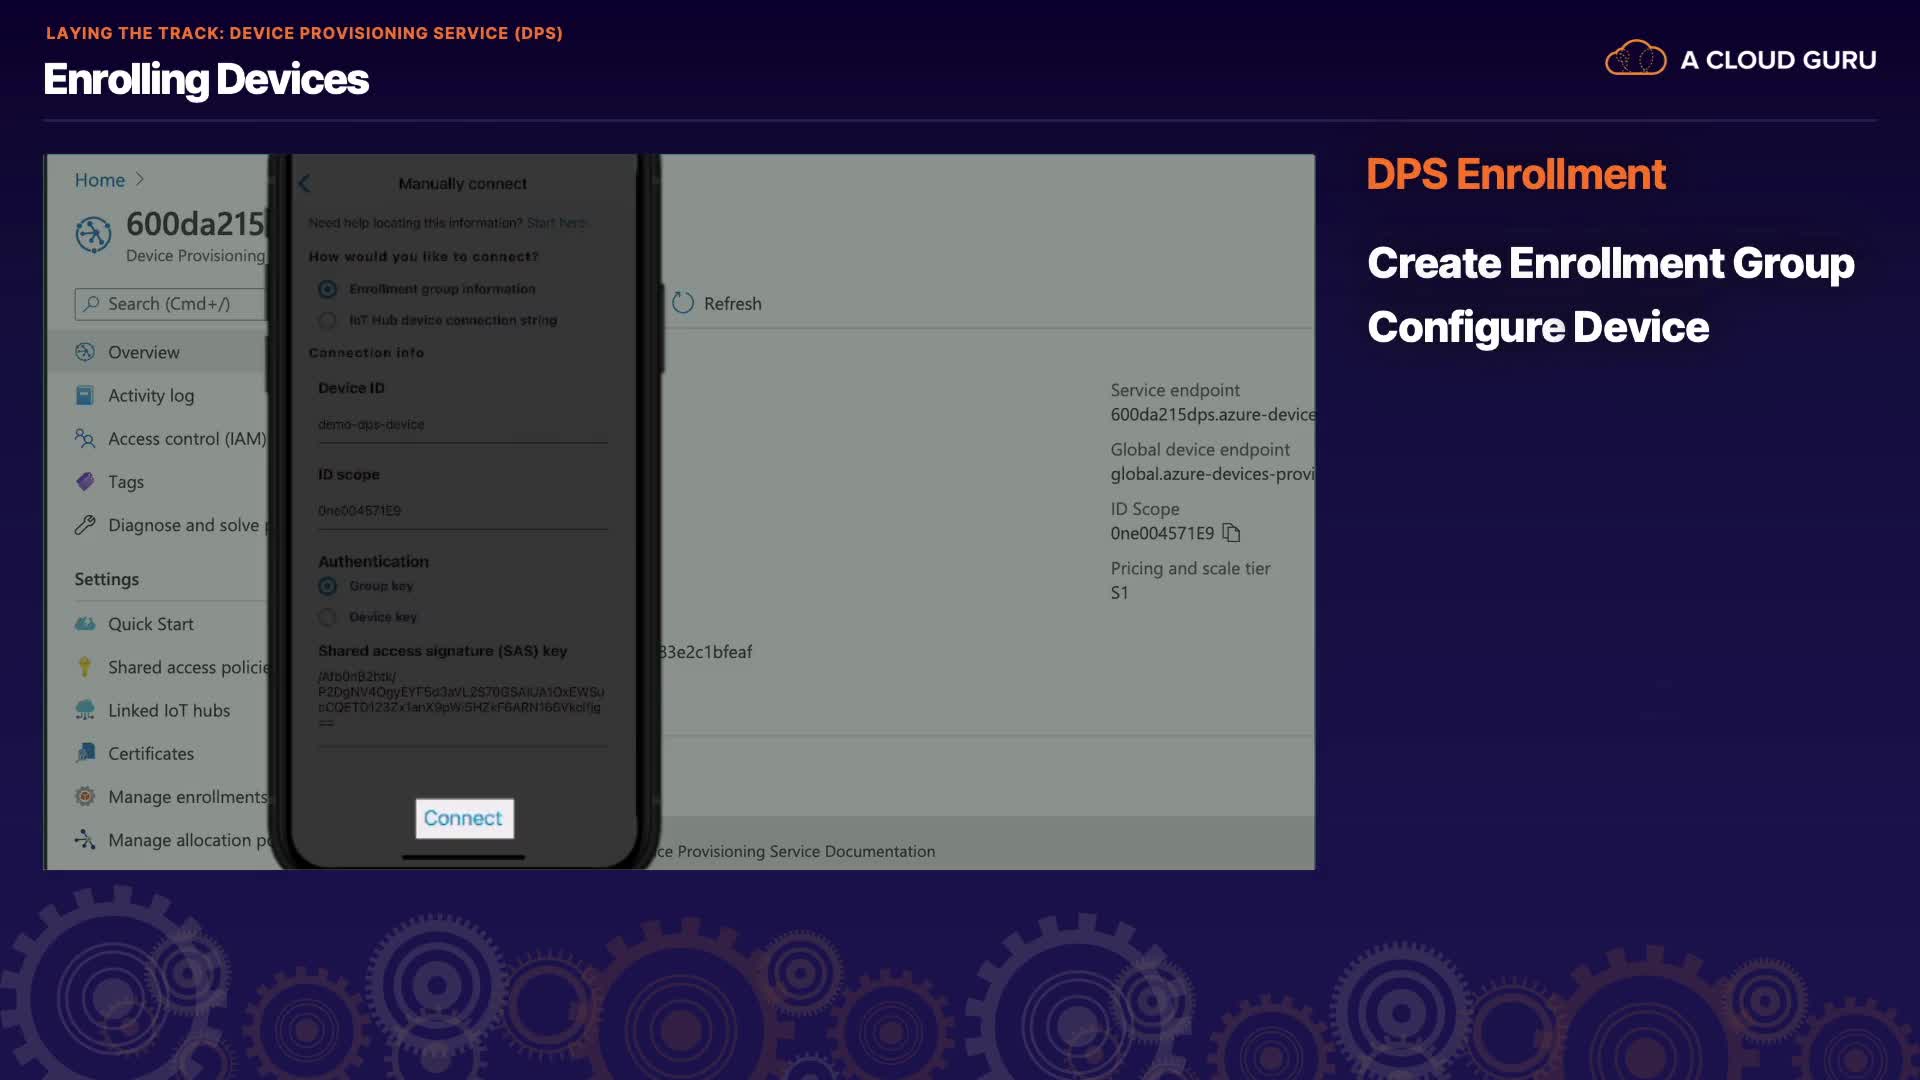 LAYING THE TRACK: DEVICE PROVISIONING SERVICE (DPS)
Enrolling Devices
A CLOUD GURU
DPS Enrollment
Create Enrollment Group
Configure Device
Home
600da215
Device Provisioning
Search (Cmd+/)
Overview
Activity log
Access control (IAM)
Tags
Diagnose and solve
Settings
Quick Start
Shared access policie
Linked IoT hubs
Certificates
Manage enrollments
Manage allocation po
Manually connect
Need help locating this information? Start here.
How would you like to connect?
Enrollment group information
IoT Hub device connection string
Connection info
Device ID
demo-dps-device
ID scope
0ne004571E9
Authentication
Group key
Device key
Shared access signature (SAS) key
==
Connect
Refresh
Service endpoint
600da215dps.azure-device
Global device endpoint
global.azure-devices-provi
ID Scope
0ne004571E9
Pricing and scale tier
S1
33e2c1bfeaf
ce Provisioning Service Documentation